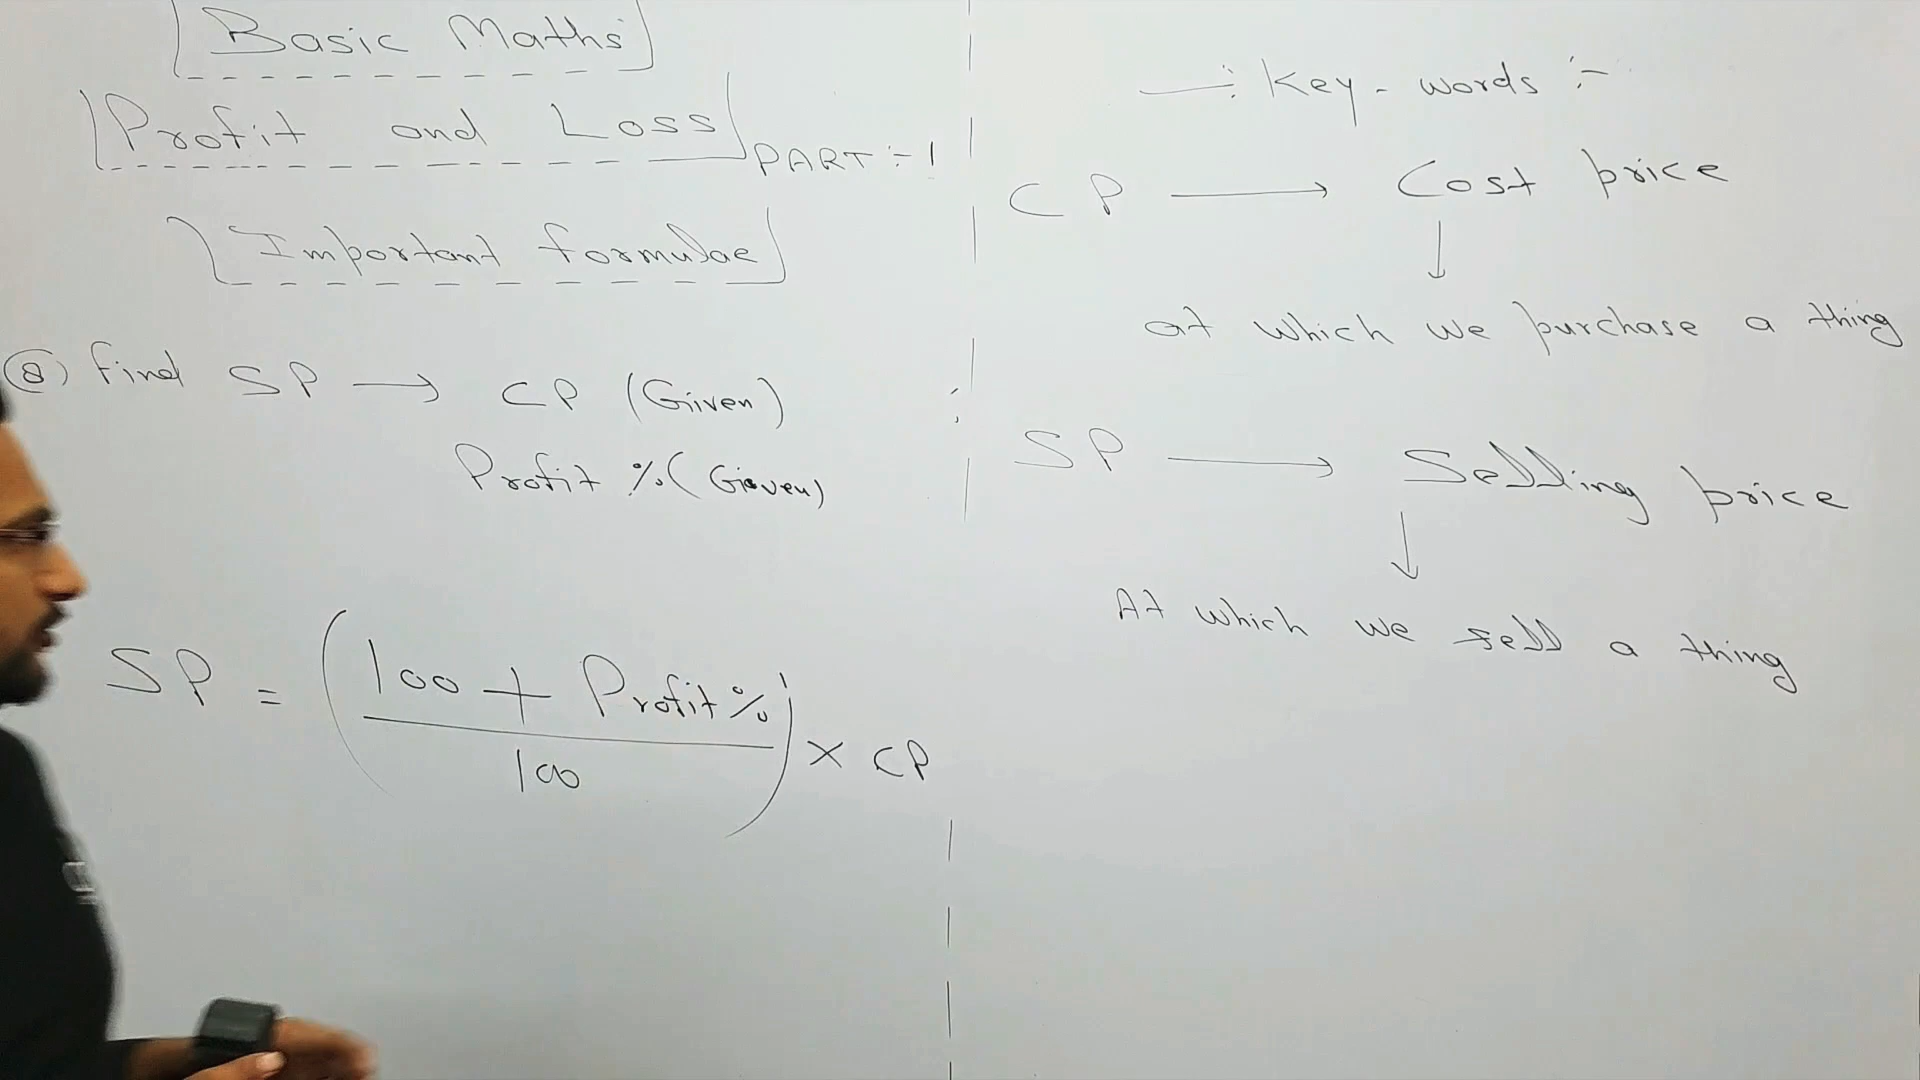 Basic Maths
Profit and Loss
PART :- 1
Important formulae
⑧ find SP → CP (Given)
Profit % (Given)
SP = (100 + Profit % / 100) × CP
—: Key - words :-
CP → Cost price
↓
at which we purchase a thing
SP → Selling price
↓
At which we sell a thing